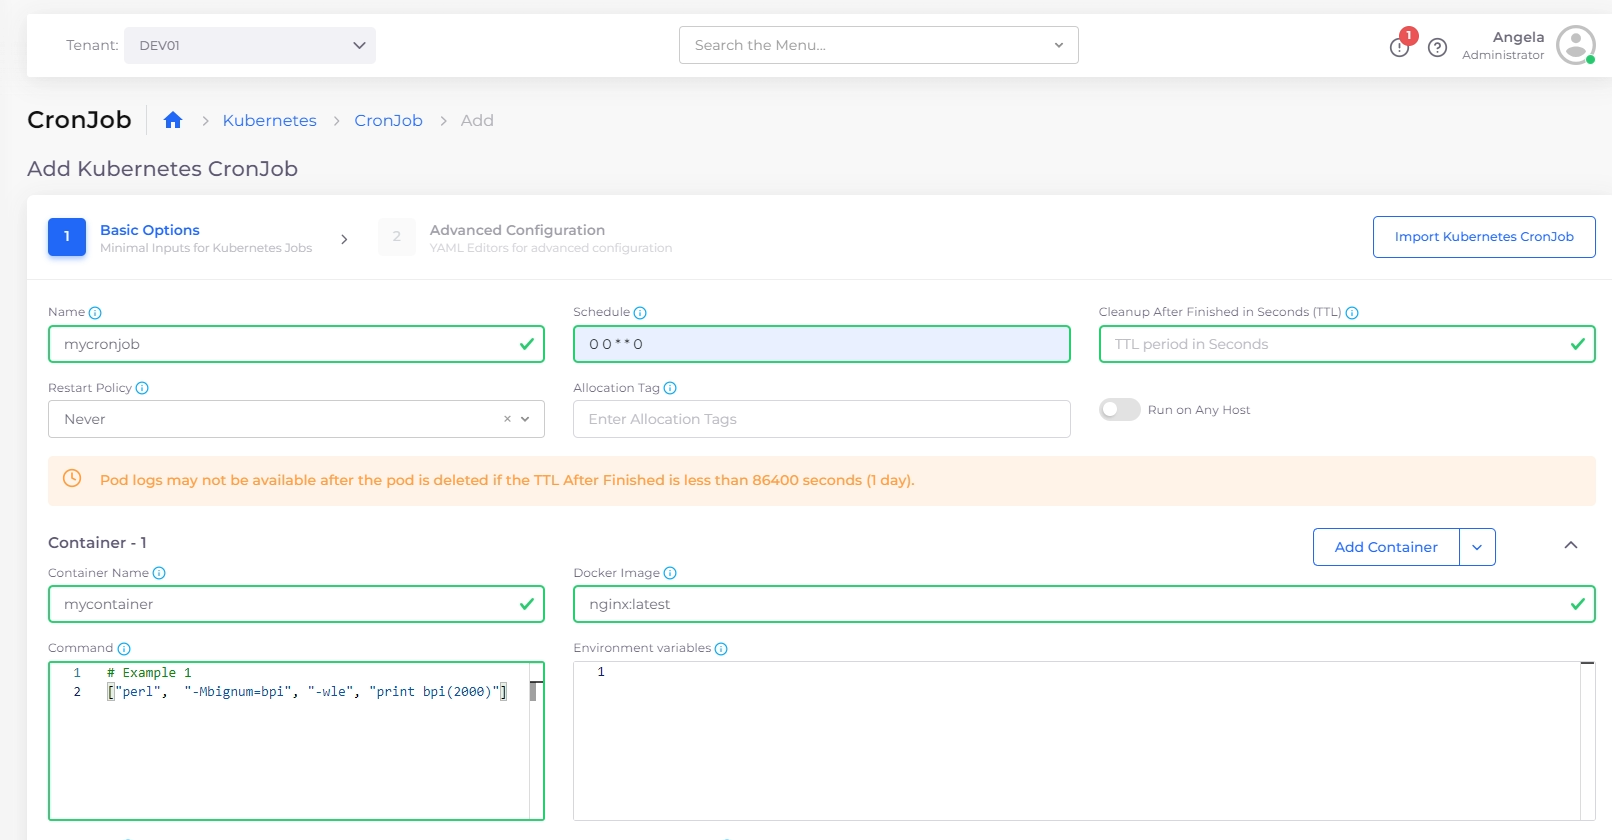 Tenant: DEV01 Search the Menu... 1 Angela
Administrator
CronJob > Kubernetes > CronJob > Add
Add Kubernetes CronJob
1 Basic Options > 2 Advanced Configuration Import Kubernetes CronJob
Minimal Inputs for Kubernetes Jobs YAML Editors for advanced configuration
Name Schedule Cleanup After Finished in Seconds (TTL)
mycronjob 0 0 * * 0 TTL period in Seconds
Restart Policy Allocation Tag
Never × Enter Allocation Tags Run on Any Host
Pod logs may not be available after the pod is deleted if the TTL After Finished is less than 86400 seconds (1 day).
Container - 1 Add Container
Container Name Docker Image
mycontainer nginx:latest
Command Environment variables
1 # Example 1 1
2 ["perl",  "-Mbignum=bpi", "-wle", "print bpi(2000)"]